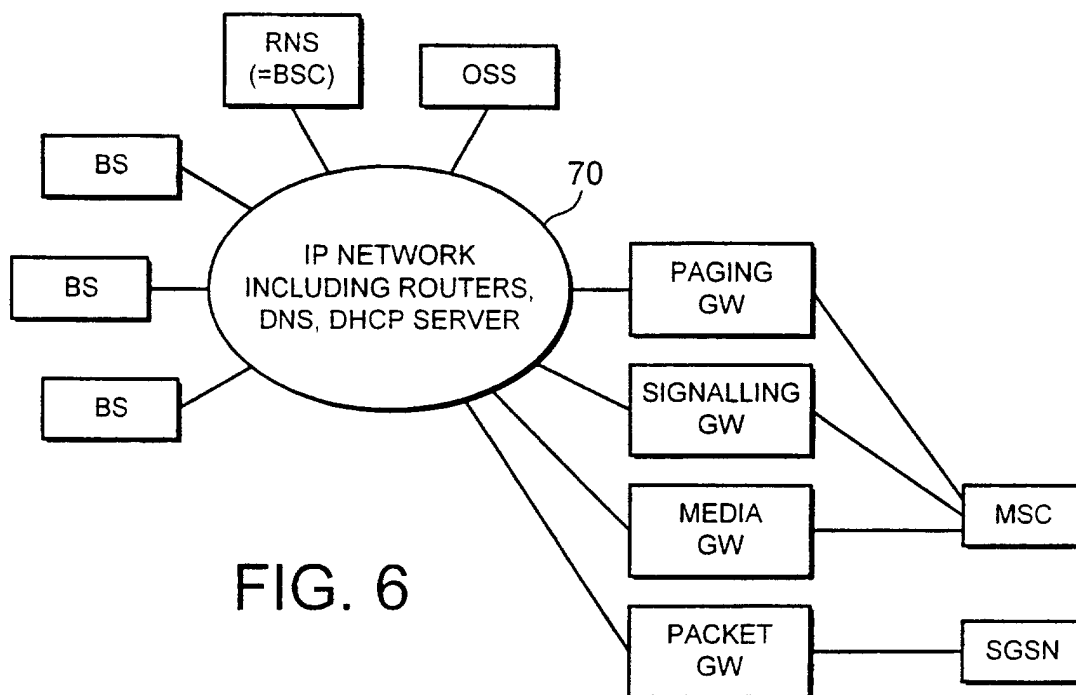 RNS
(=BSC)
OSS
BS
70
IP NETWORK
INCLUDING ROUTERS,
DNS, DHCP SERVER
BS
BS
PAGING
GW
SIGNALLING
GW
MEDIA
GW
MSC
PACKET
GW
SGSN
FIG. 6